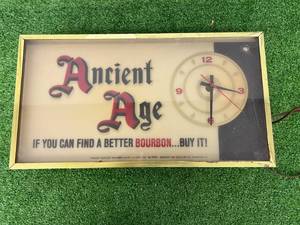 Ancient
Age
IF YOU CAN FIND A BETTER BOURBON...BUY IT!
12
3
6
9